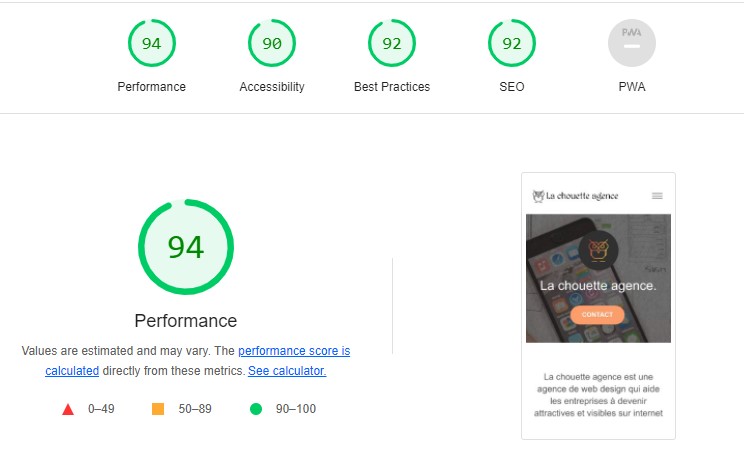 94 90 92 92 PWA
Performance Accessibility Best Practices SEO PWA
94
Performance
Values are estimated and may vary. The performance score is
calculated directly from these metrics. See calculator.
0–49 50–89 90–100
La chouette agence
La chouette agence.
CONTACT
La chouette agence est une
agence de web design qui aide
les entreprises à devenir
attractives et visibles sur internet